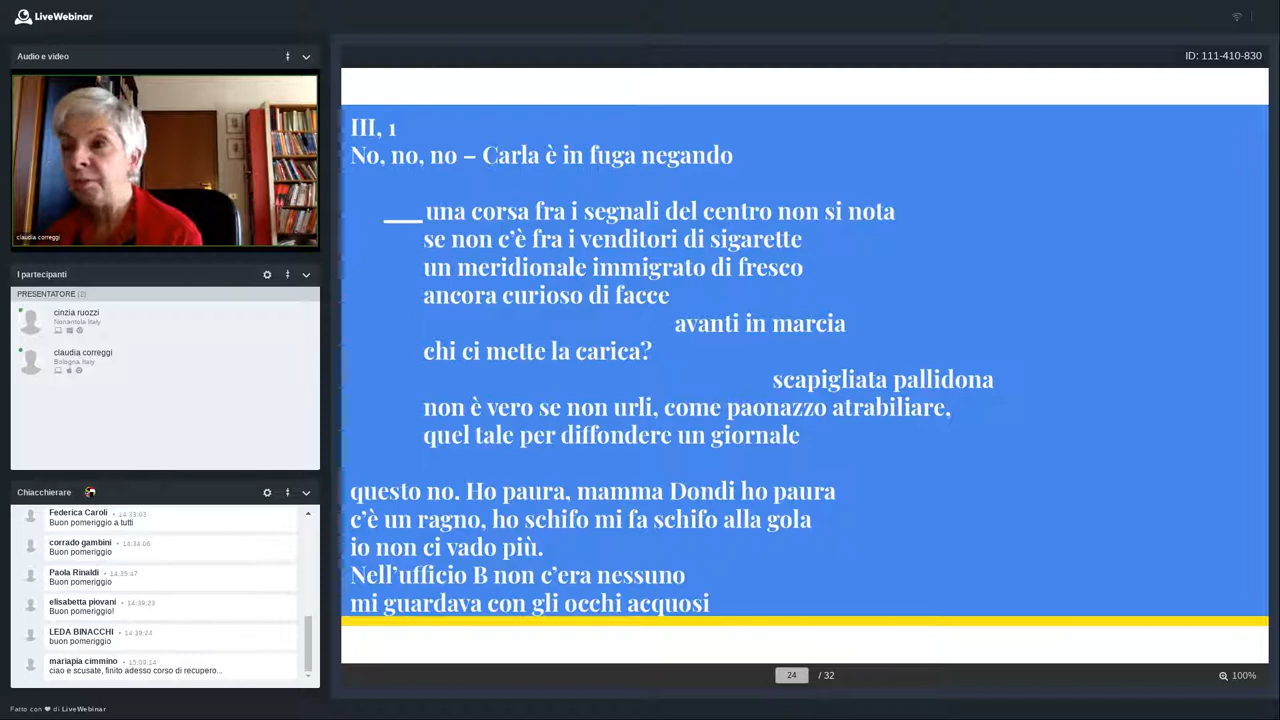 LiveWebinar
Audio e video
claudia correggi
I partecipanti
PRESENTATORE (2)
cinzia ruozzi
Nonantola Italy
claudia correggi
Bologna Italy
Chiacchierare
Federica Caroli • 14:33:03
Buon pomeriggio a tutti
corrado gambini • 14:34:06
Buon pomeriggio
Paola Rinaldi • 14:35:47
Buon pomeriggio
elisabetta piovani • 14:39:23
Buon pomeriggio!
LEDA BINACCHI • 14:39:24
buon pomeriggio
mariapia cimmino • 15:09:14
ciao e scusate, finito adesso corso di recupero...
Fatto con ❤ di LiveWebinar
ID: 111-410-830
III, 1
No, no, no – Carla è in fuga negando
___una corsa fra i segnali del centro non si nota
se non c'è fra i venditori di sigarette
un meridionale immigrato di fresco
ancora curioso di facce
avanti in marcia
chi ci mette la carica?
scapigliata pallidona
non è vero se non urli, come paonazzo atrabiliare,
quel tale per diffondere un giornale
questo no. Ho paura, mamma Dondi ho paura
c'è un ragno, ho schifo mi fa schifo alla gola
io non ci vado più.
Nell'ufficio B non c'era nessuno
mi guardava con gli occhi acquosi
24 / 32
100%